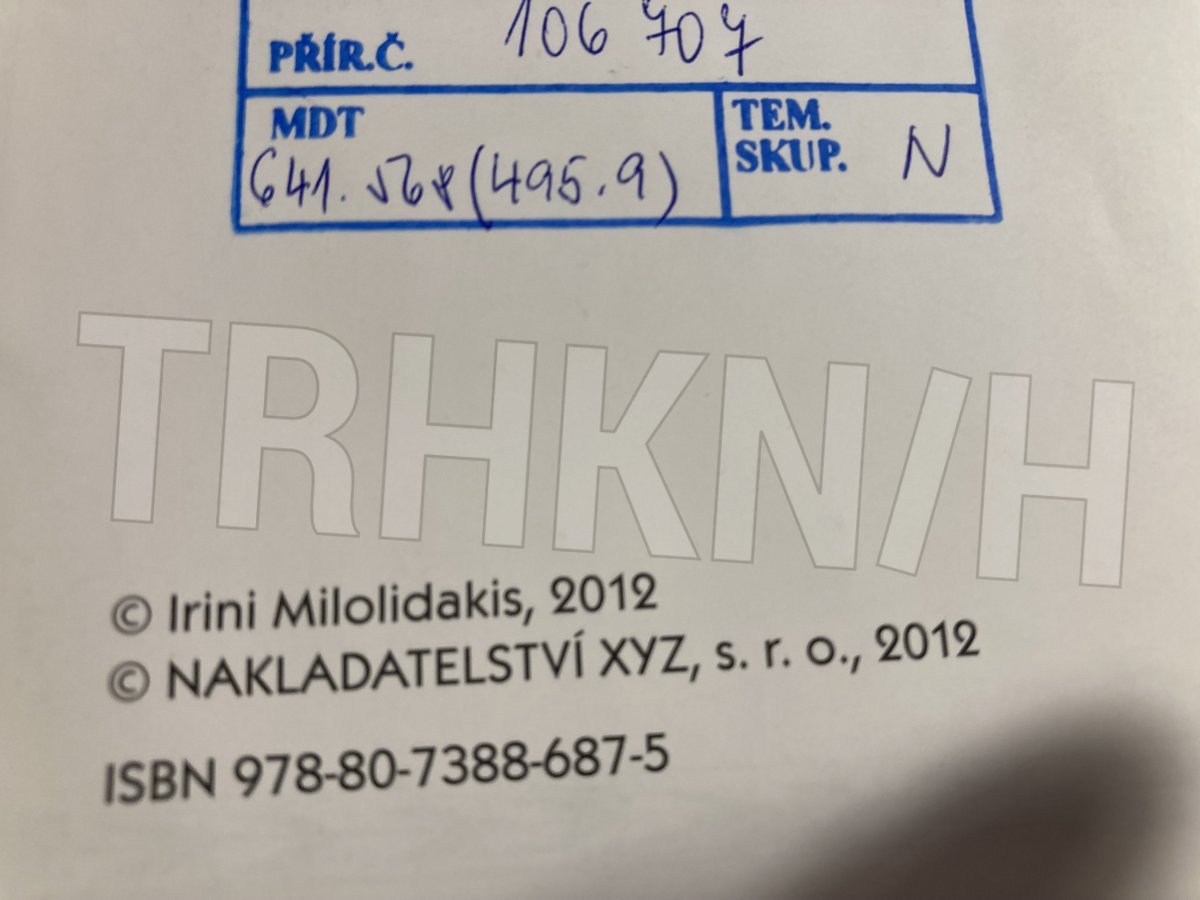 PŘÍR.Č. 106 707
MDT
641.568(495.9)
TEM.
SKUP. N
TRHKN/H
© Irini Milolidakis, 2012
© NAKLADATELSTVÍ XYZ, s. r. o., 2012
ISBN 978-80-7388-687-5